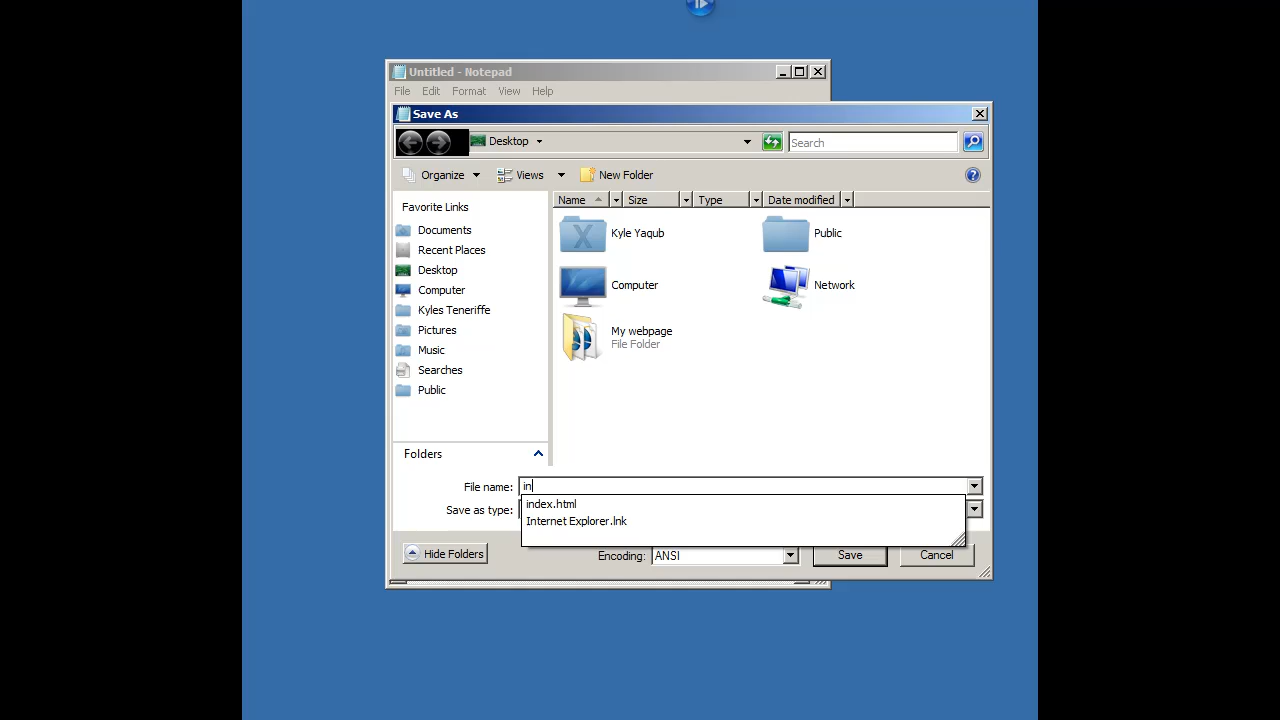 Untitled - Notepad
File Edit Format View Help
Save As
Desktop Search
Organize Views New Folder
Favorite Links
Documents
Recent Places
Desktop
Computer
Kyles Teneriffe
Pictures
Music
Searches
Public
Folders
Name Size Type Date modified
Kyle Yaqub Public
Computer Network
My webpage
File Folder
File name: in
index.html
Internet Explorer.lnk
Save as type:
Hide Folders Encoding: ANSI Save Cancel